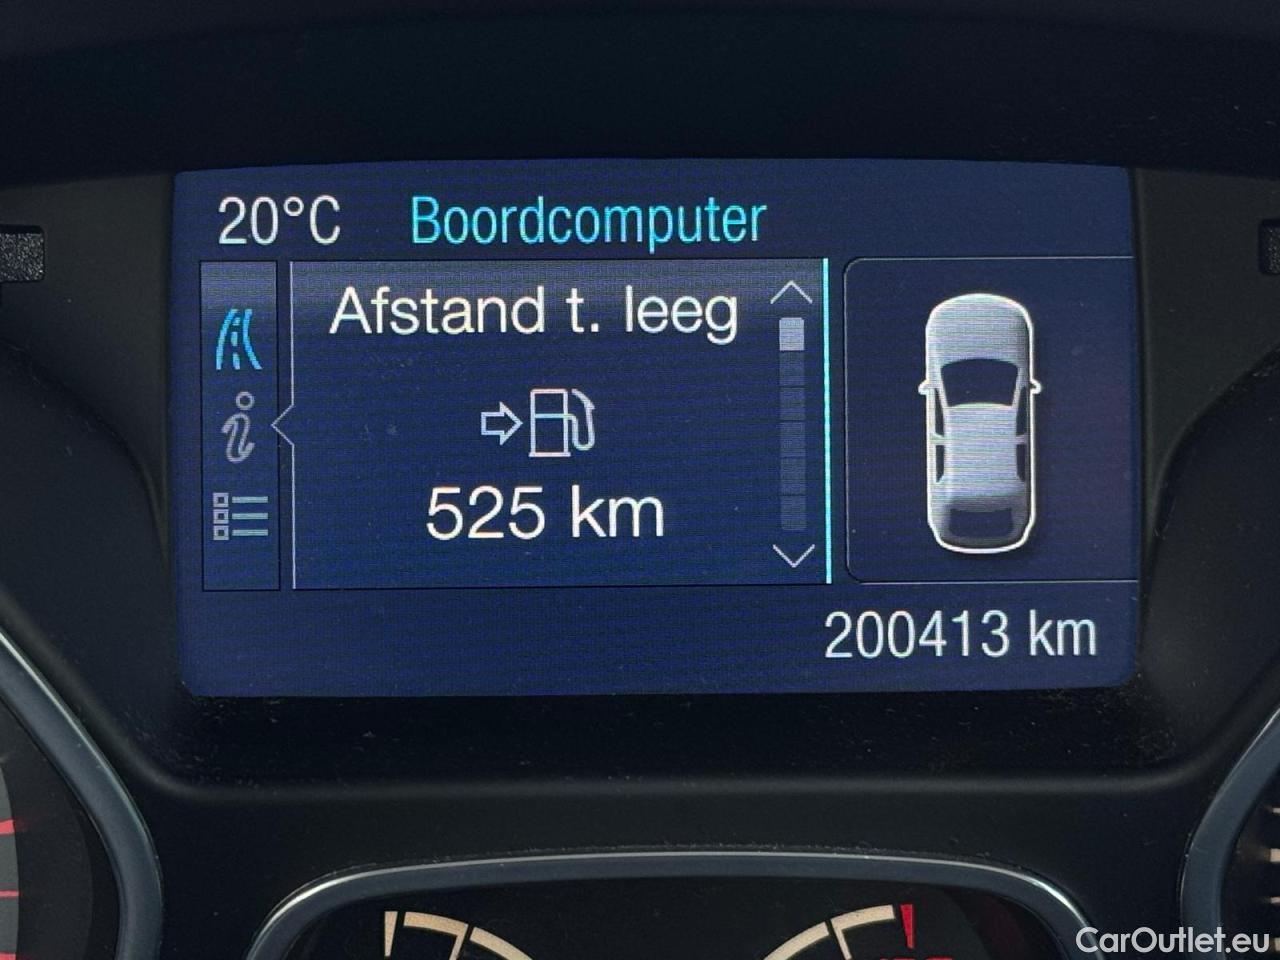 20°C Boordcomputer
Afstand t. leeg
525 km
200413 km
CarOutlet.eu